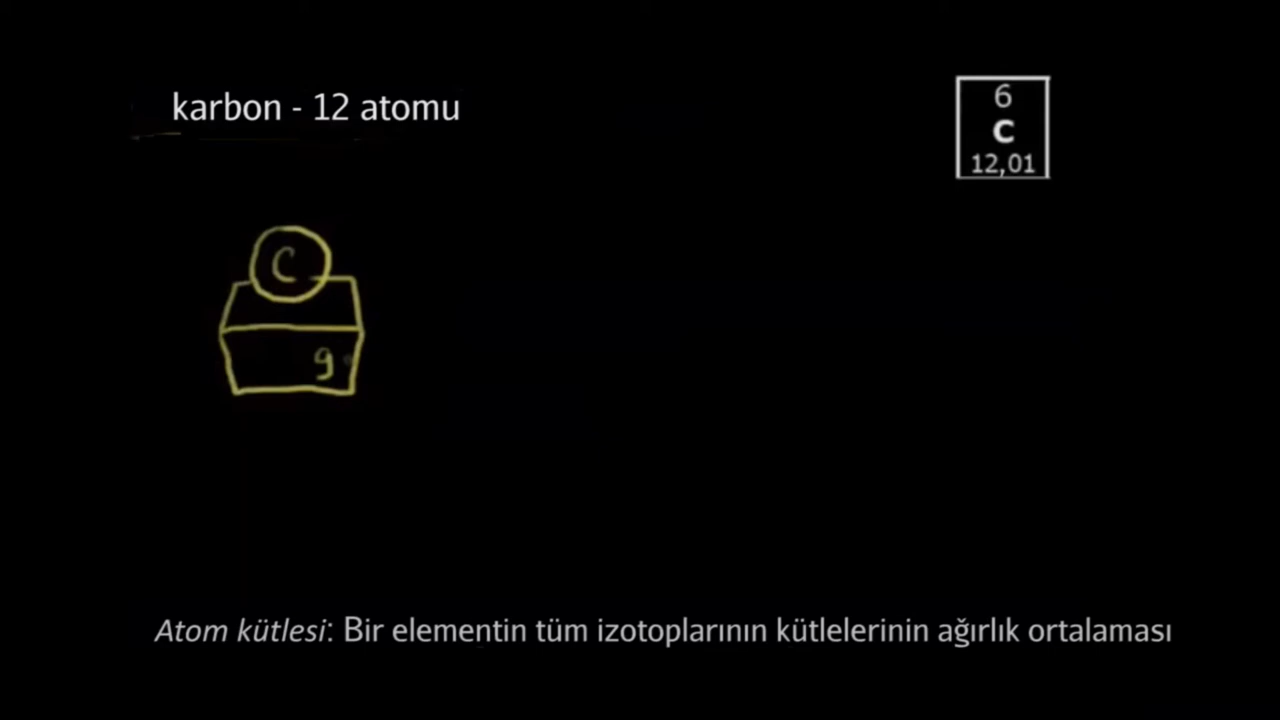 karbon - 12 atomu
6
C
12,01
C
g
Atom kütlesi: Bir elementin tüm izotoplarının kütlelerinin ağırlık ortalaması